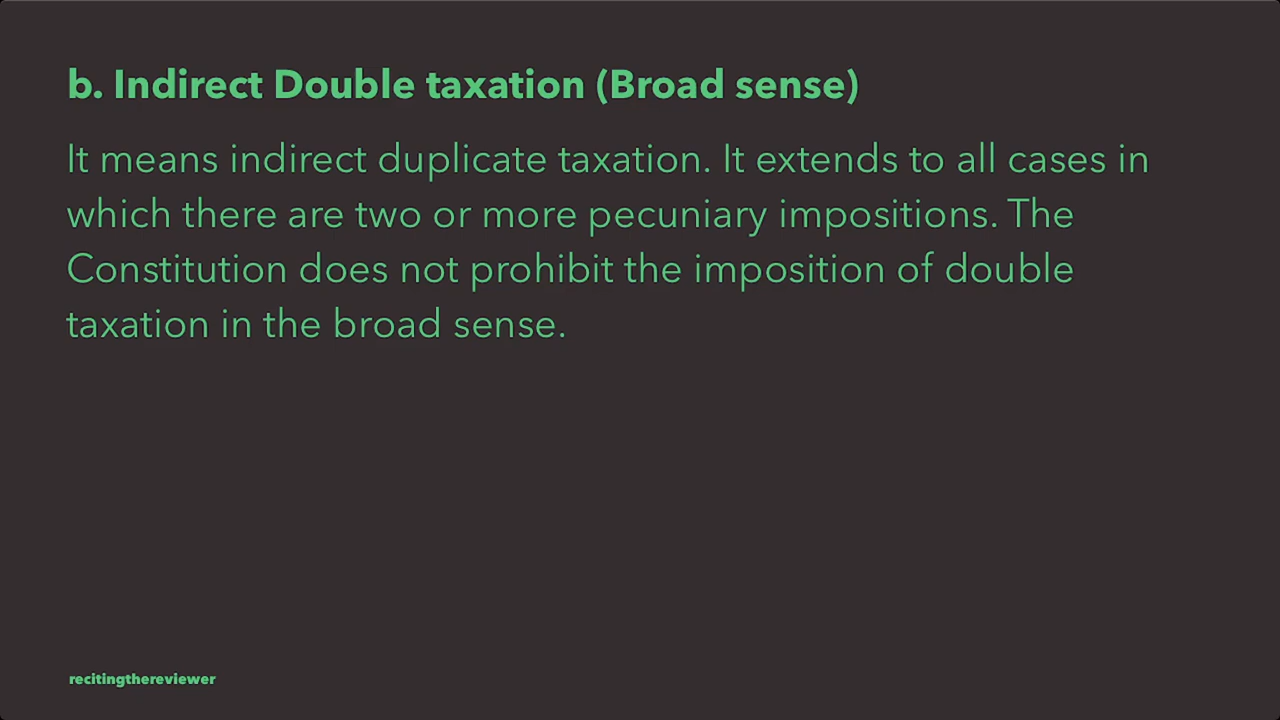 b. Indirect Double taxation (Broad sense)
It means indirect duplicate taxation. It extends to all cases in
which there are two or more pecuniary impositions. The
Constitution does not prohibit the imposition of double
taxation in the broad sense.
recitingthereviewer